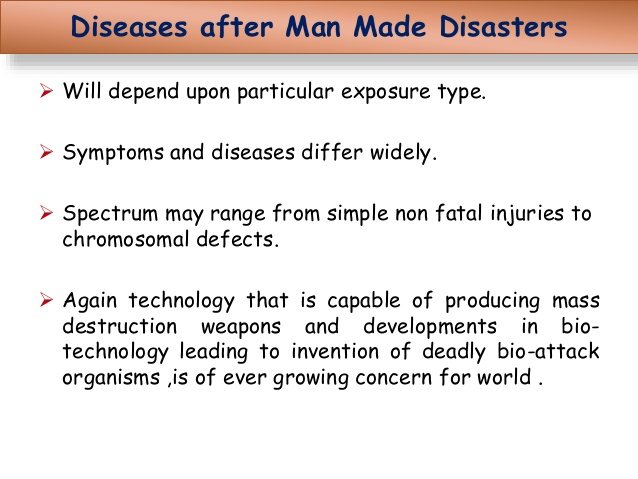 Diseases after Man Made Disasters
Will depend upon particular exposure type.
Symptoms and diseases differ widely.
Spectrum may range from simple non fatal injuries to
chromosomal defects.
Again technology that is capable of producing mass
destruction weapons and developments in bio-
technology leading to invention of deadly bio-attack
organisms ,is of ever growing concern for world .